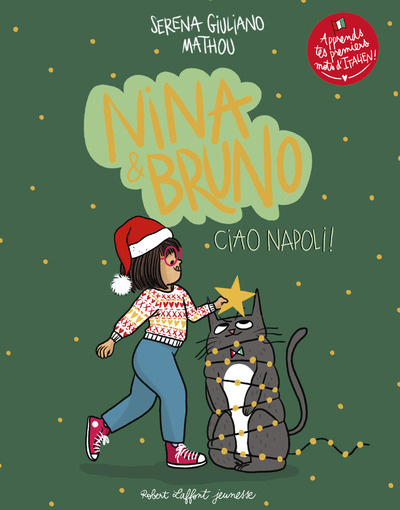 SERENA GIULIANO
MATHOU
Apprends
tes premiers
mots d'ITALIEN!
NINA
& BRUNO
CIAO NAPOLI!
Robert Laffont jeunesse